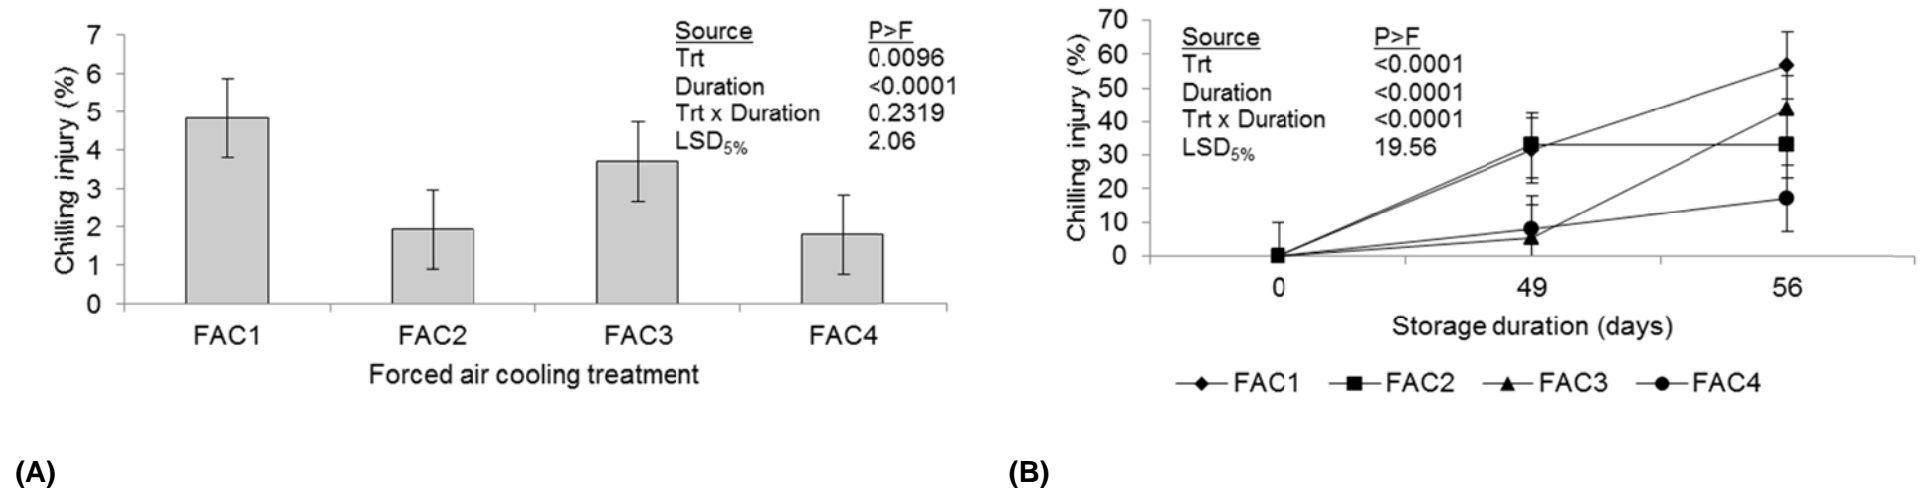 7
6
5
4
3
2
1
0
Chilling injury (%)
Source P>F
Trt 0.0096
Duration <0.0001
Trt x Duration 0.2319
LSD5% 2.06
FAC1 FAC2 FAC3 FAC4
Forced air cooling treatment
(A)
70
60
50
40
30
20
10
0
Chilling injury (%)
Source P>F
Trt <0.0001
Duration <0.0001
Trt x Duration <0.0001
LSD5% 19.56
0 49 56
Storage duration (days)
FAC1 FAC2 FAC3 FAC4
(B)